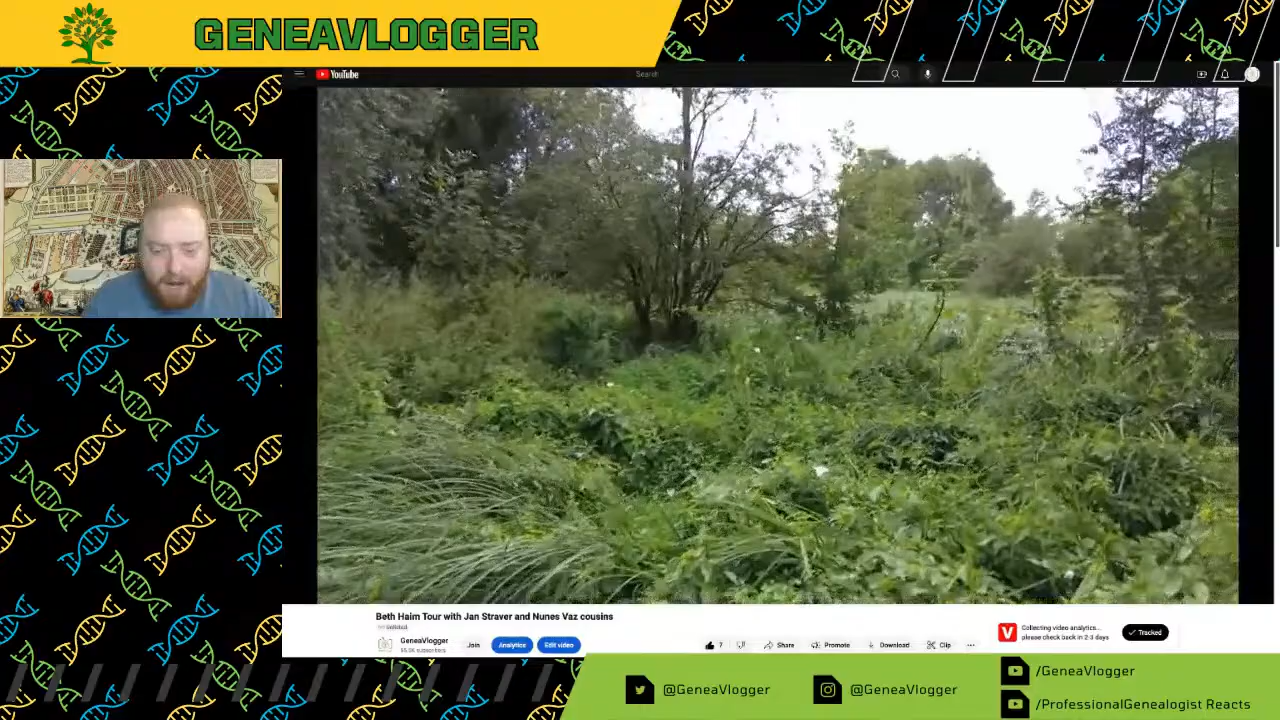 GENEAVLOGGER
YouTube
Search
Beth Haim Tour with Jan Straver and Nunes Vaz cousins
Unlisted
GeneaVlogger
Join
Analytics
Edit video
7
Share
Promote
Download
Clip
Collecting video analytics...
please check back in 2-3 days
Tracked
@GeneaVlogger
@GeneaVlogger
/GeneaVlogger
/ProfessionalGenealogist Reacts